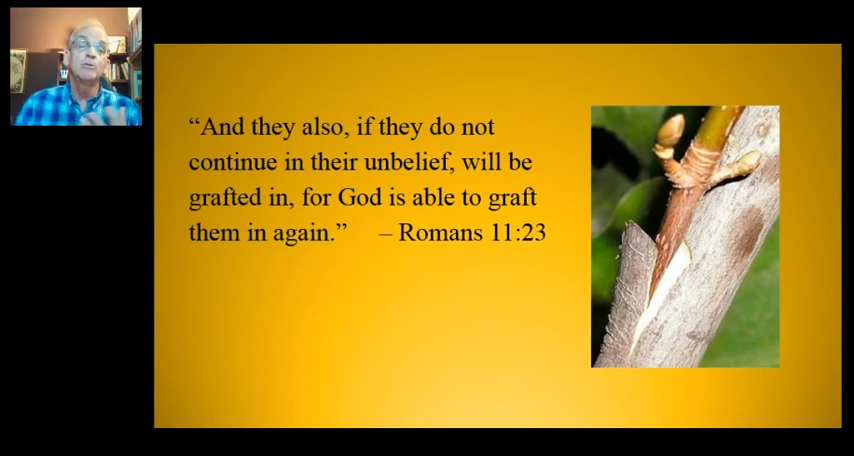 “And they also, if they do not
continue in their unbelief, will be
grafted in, for God is able to graft
them in again.” – Romans 11:23